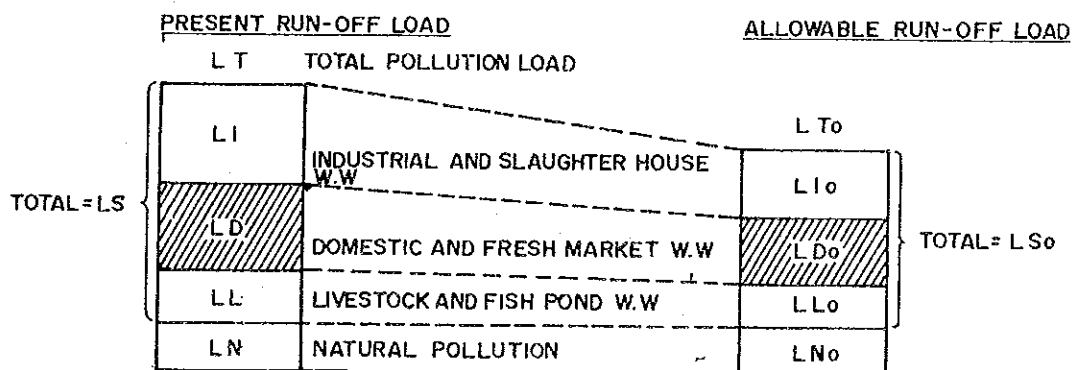 PRESENT RUN-OFF LOAD
ALLOWABLE RUN-OFF LOAD
LT TOTAL POLLUTION LOAD
LTo
LI
INDUSTRIAL AND SLAUGHTER HOUSE
W.W
LIo
TOTAL=LS
LD
DOMESTIC AND FRESH MARKET W.W
LDo
TOTAL= LSo
LL
LIVESTOCK AND FISH POND W.W
LLo
LN
NATURAL POLLUTION
LNo